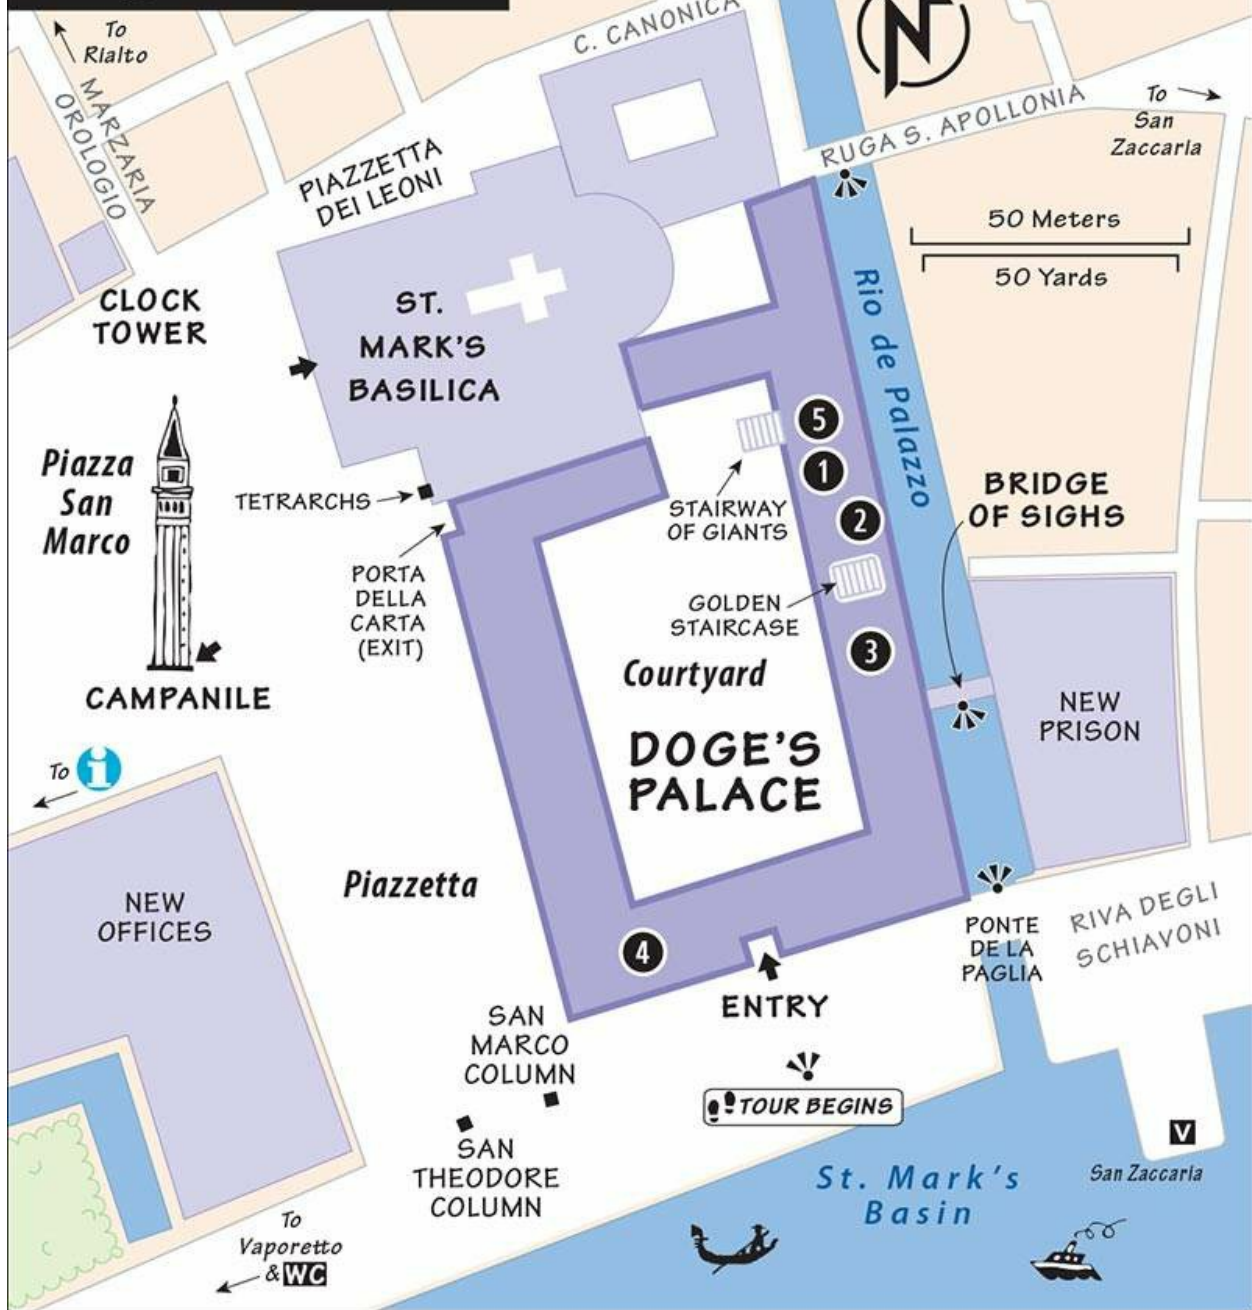 To
Rialto
MARZARIA
OROLOGIO
C. CANONICA
N
RUGA S. APOLLONIA
To
San
Zaccaria
PIAZZETTA
DEI LEONI
50 Meters
50 Yards
CLOCK
TOWER
ST.
MARK'S
BASILICA
Rio de Palazzo
Piazza
San
Marco
TETRARCHS
5
1
2
STAIRWAY
OF GIANTS
BRIDGE
OF SIGHS
PORTA
DELLA
CARTA
(EXIT)
GOLDEN
STAIRCASE
3
Courtyard
CAMPANILE
NEW
PRISON
DOGE'S
PALACE
To i
Piazzetta
NEW
OFFICES
4
ENTRY
PONTE
DE LA
PAGLIA
RIVA DEGLI
SCHIAVONI
SAN
MARCO
COLUMN
TOUR BEGINS
SAN
THEODORE
COLUMN
V
San Zaccaria
St. Mark's
Basin
To
Vaporetto
& WC